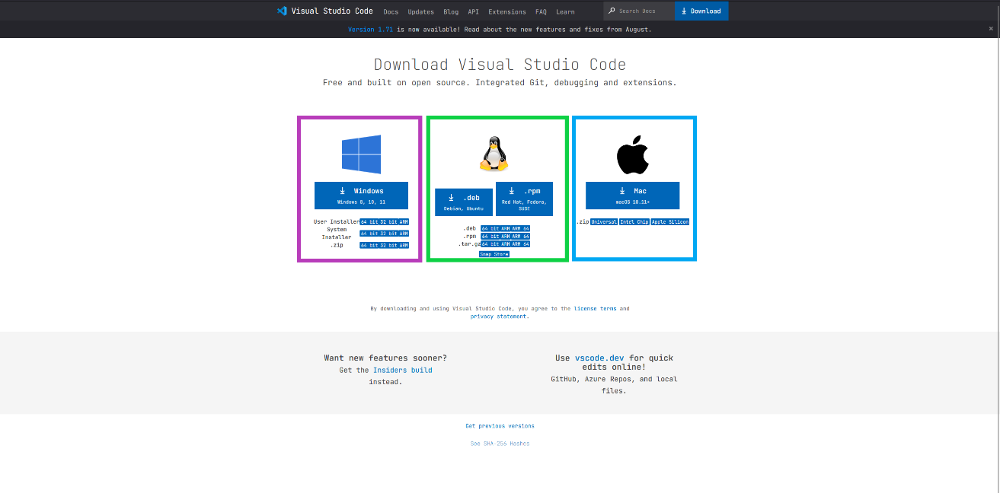 Visual Studio Code Docs Updates Blog API Extensions FAQ Learn Search Docs Download
Version 1.71 is now available! Read about the new features and fixes from August.
×
Download Visual Studio Code
Free and built on open source. Integrated Git, debugging and extensions.
Windows
Windows 8, 10, 11
User Installer 64 bit 32 bit ARM
System
Installer 64 bit 32 bit ARM
.zip 64 bit 32 bit ARM
.deb
Debian, Ubuntu
.rpm
Red Hat, Fedora,
SUSE
.deb 64 bit ARM ARM 64
.rpm 64 bit ARM ARM 64
.tar.gz 64 bit ARM ARM 64
Snap Store
Mac
macOS 10.11+
.zip Universal Intel Chip Apple Silicon
By downloading and using Visual Studio Code, you agree to the license terms and
privacy statement.
Want new features sooner?
Get the Insiders build
instead.
Use vscode.dev for quick
edits online!
GitHub, Azure Repos, and local
files.
Get previous versions
See SHA-256 Hashes